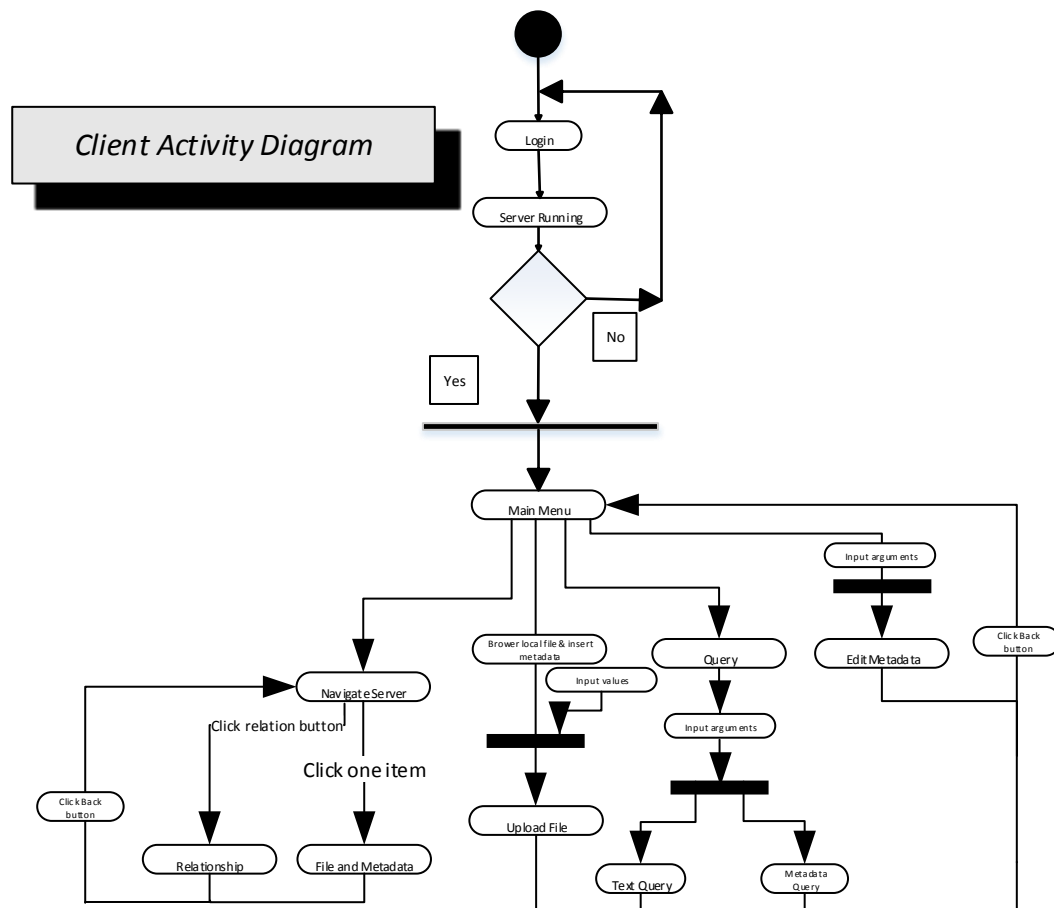 Client Activity Diagram
Login
Server Running
No
Yes
Main Menu
Input arguments
Brower local file & insert
metadata
Query
Edit Metadata
Click Back
button
Input values
Navigate Server
Click relation button
Input arguments
Click one item
Click Back
button
Upload File
Relationship
File and Metadata
Text Query
Metadata
Query